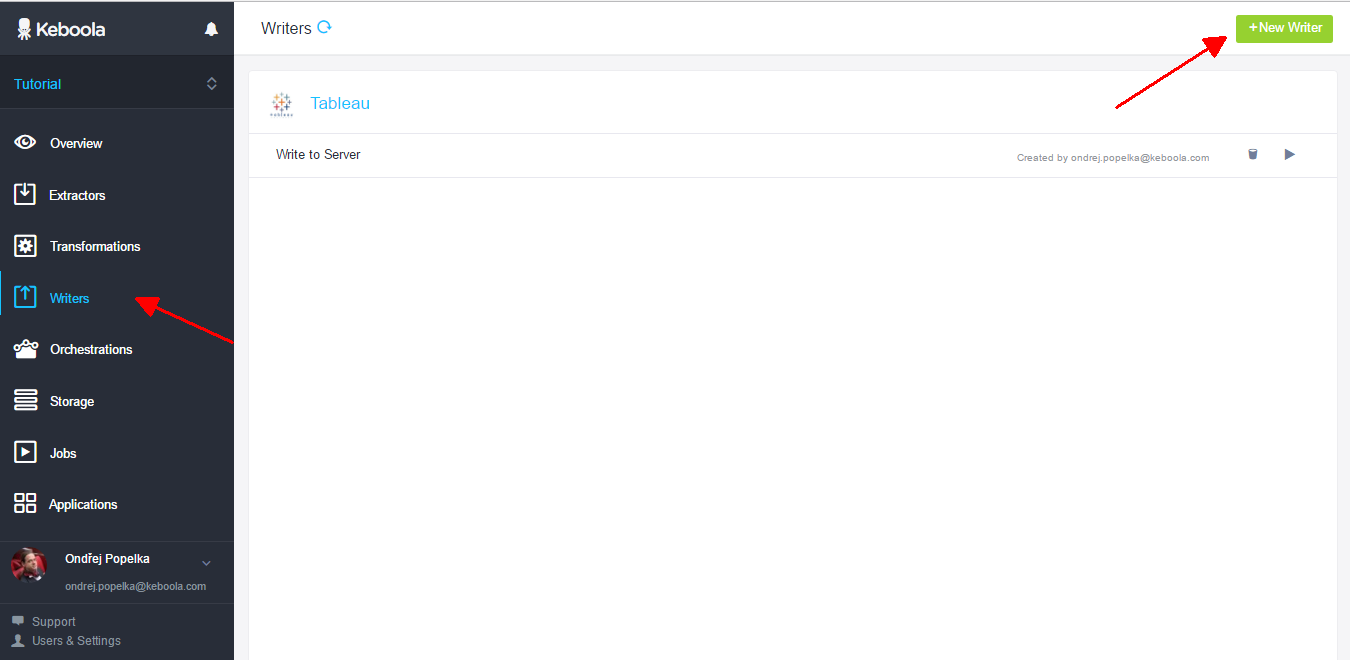 Keboola
Tutorial
Overview
Extractors
Transformations
Writers
Orchestrations
Storage
Jobs
Applications
Ondřej Popelka
ondrej.popelka@keboola.com
Support
Users & Settings
Writers
+New Writer
Tableau
Write to Server
Created by ondrej.popelka@keboola.com